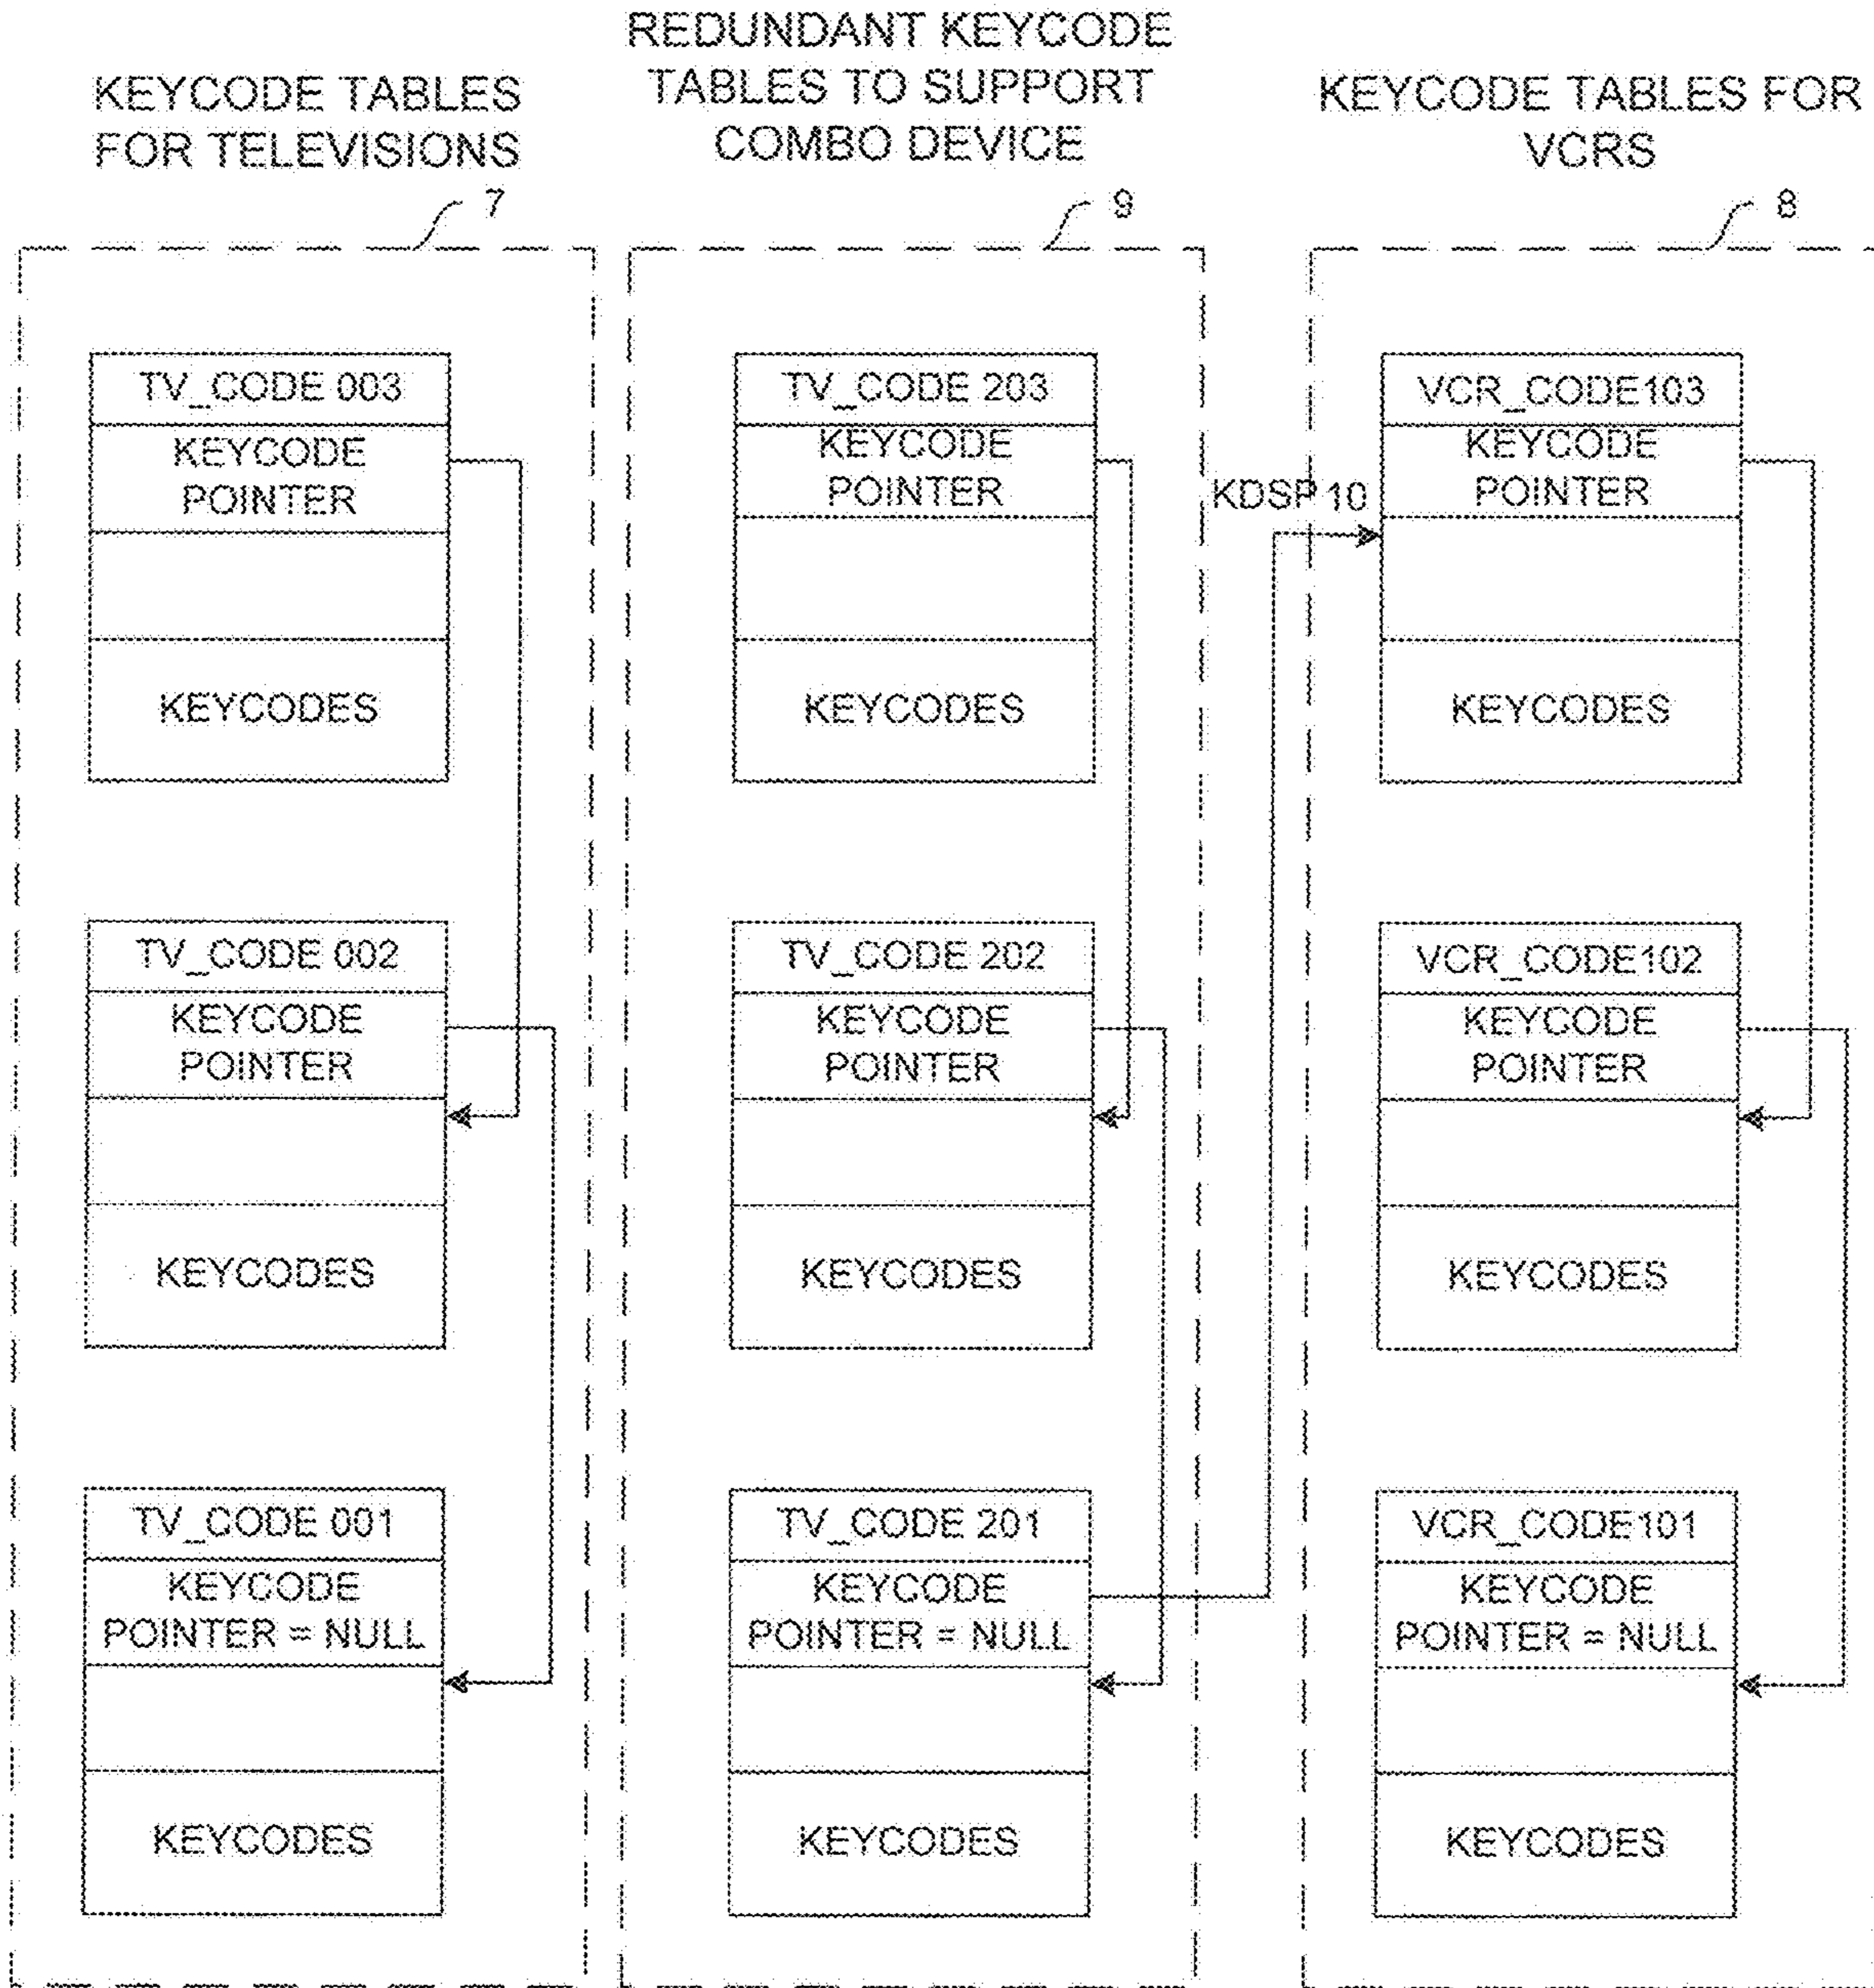 KEYCODE TABLES
FOR TELEVISIONS
7
TV_CODE 003
KEYCODE
POINTER
KEYCODES
TV_CODE 002
KEYCODE
POINTER
KEYCODES
TV_CODE 001
KEYCODE
POINTER = NULL
KEYCODES
REDUNDANT KEYCODE
TABLES TO SUPPORT
COMBO DEVICE
9
TV_CODE 203
KEYCODE
POINTER
KEYCODES
TV_CODE 202
KEYCODE
POINTER
KEYCODES
TV_CODE 201
KEYCODE
POINTER = NULL
KEYCODES
KDSP 10
KEYCODE TABLES FOR
VCRS
8
VCR_CODE103
KEYCODE
POINTER
KEYCODES
VCR_CODE102
KEYCODE
POINTER
KEYCODES
VCR_CODE101
KEYCODE
POINTER = NULL
KEYCODES